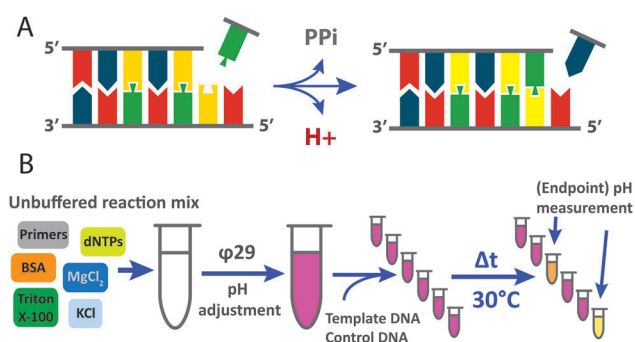 A
5′
PPi
5′
3′
5′
H+
3′
5′
B
Unbuffered reaction mix
Primers
dNTPs
BSA
MgCl2
Triton
X-100
KCl
φ29
pH
adjustment
Template DNA
Control DNA
Δt
30°C
(Endpoint) pH
measurement